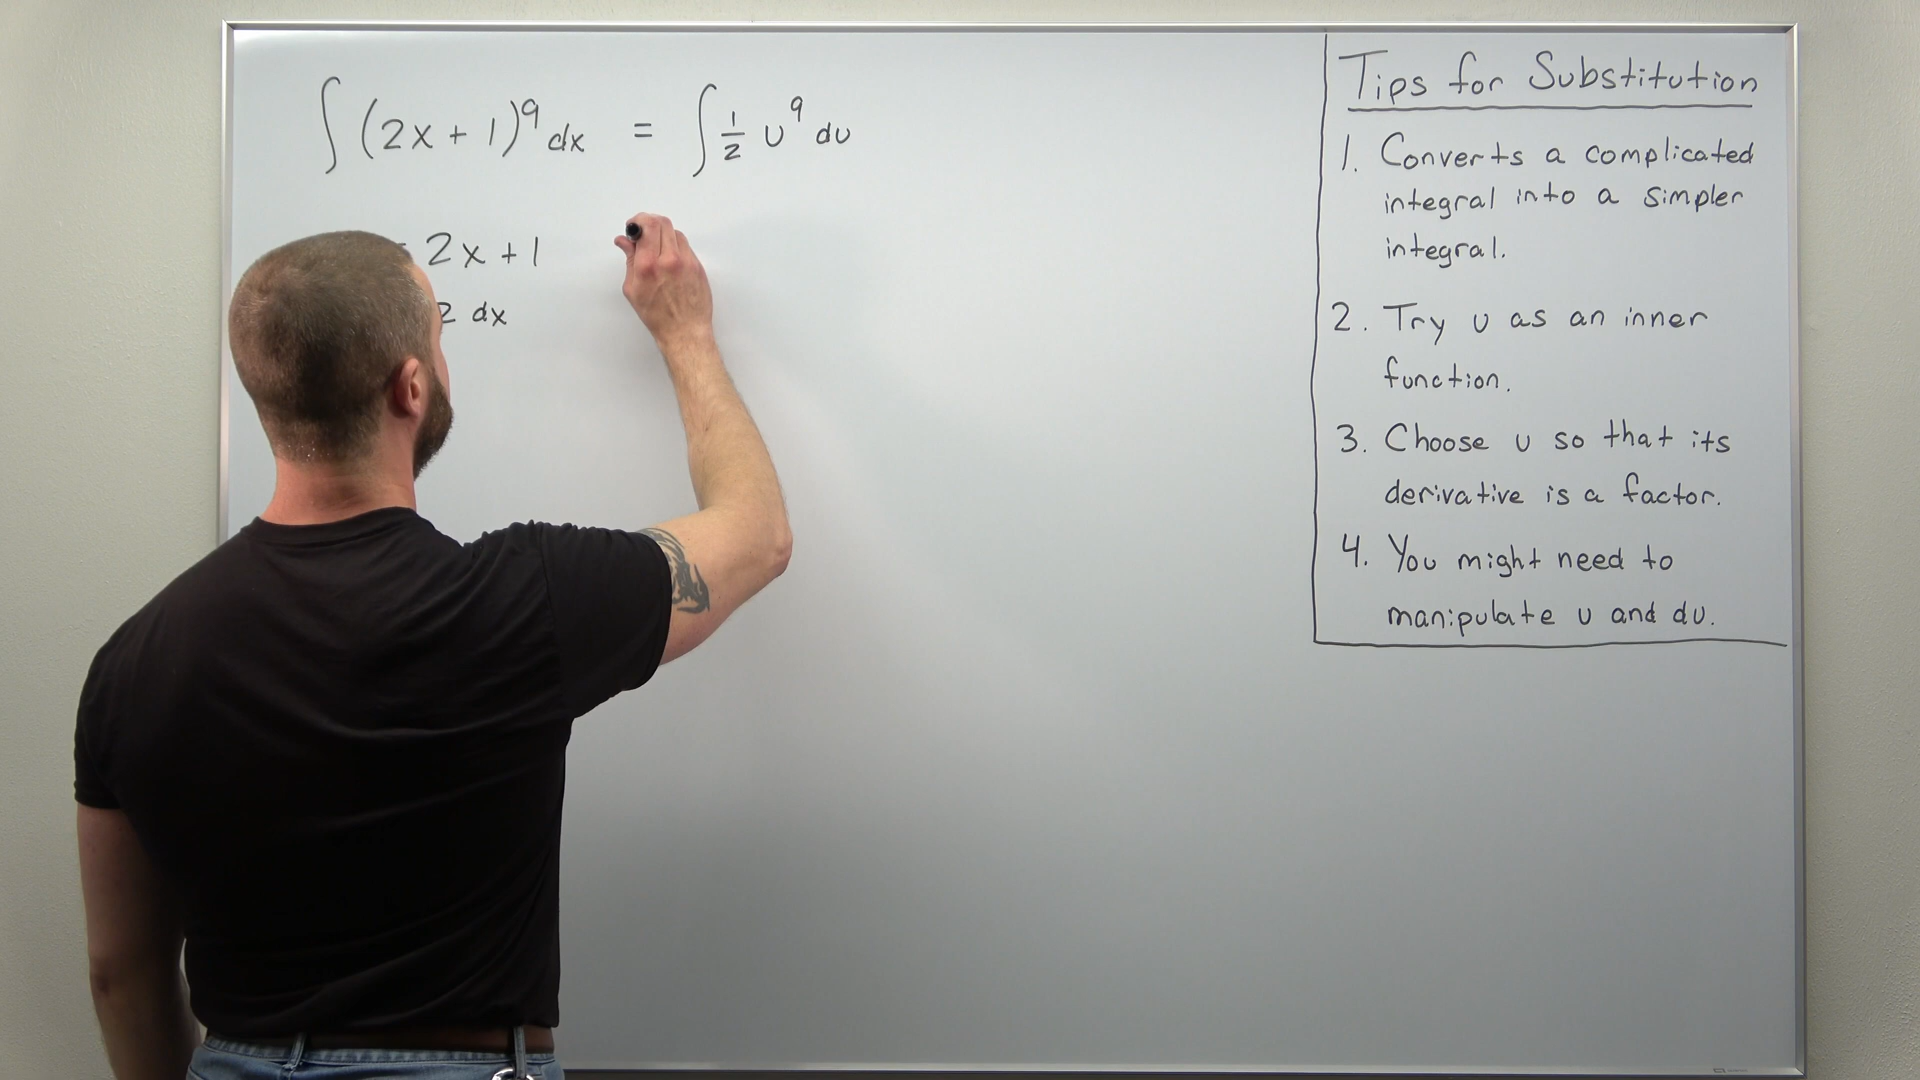 ∫(2x + 1)⁹ dx = ∫ 1/2 u⁹ du
= 2x + 1
2 dx
Tips for Substitution
1. Converts a complicated
integral into a simpler
integral.
2. Try u as an inner
function.
3. Choose u so that its
derivative is a factor.
4. You might need to
manipulate u and du.